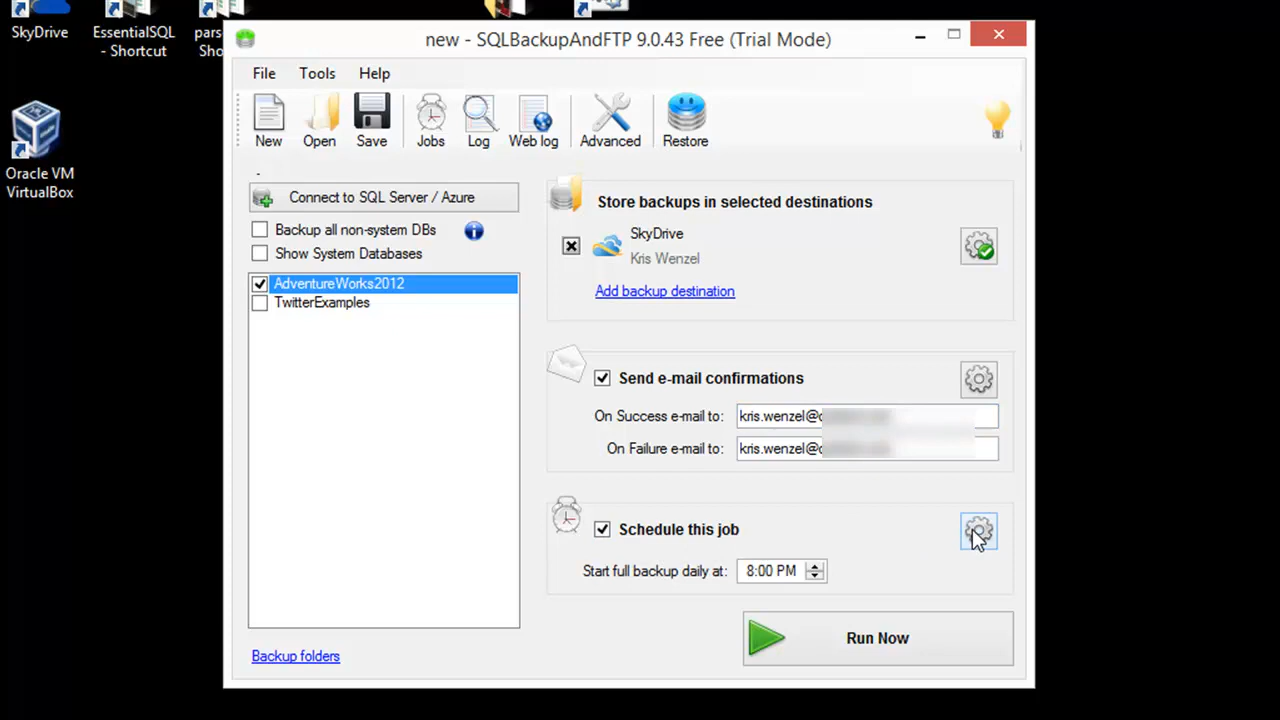 SkyDrive
EssentialSQL
- Shortcut
pars
Sho
Oracle VM
VirtualBox
new - SQLBackupAndFTP 9.0.43 Free (Trial Mode)
File Tools Help
New Open Save Jobs Log Web log Advanced Restore
Connect to SQL Server / Azure
Backup all non-system DBs
Show System Databases
AdventureWorks2012
TwitterExamples
Backup folders
Store backups in selected destinations
SkyDrive
Kris Wenzel
Add backup destination
Send e-mail confirmations
On Success e-mail to: kris.wenzel@
On Failure e-mail to: kris.wenzel@
Schedule this job
Start full backup daily at: 8:00 PM
Run Now